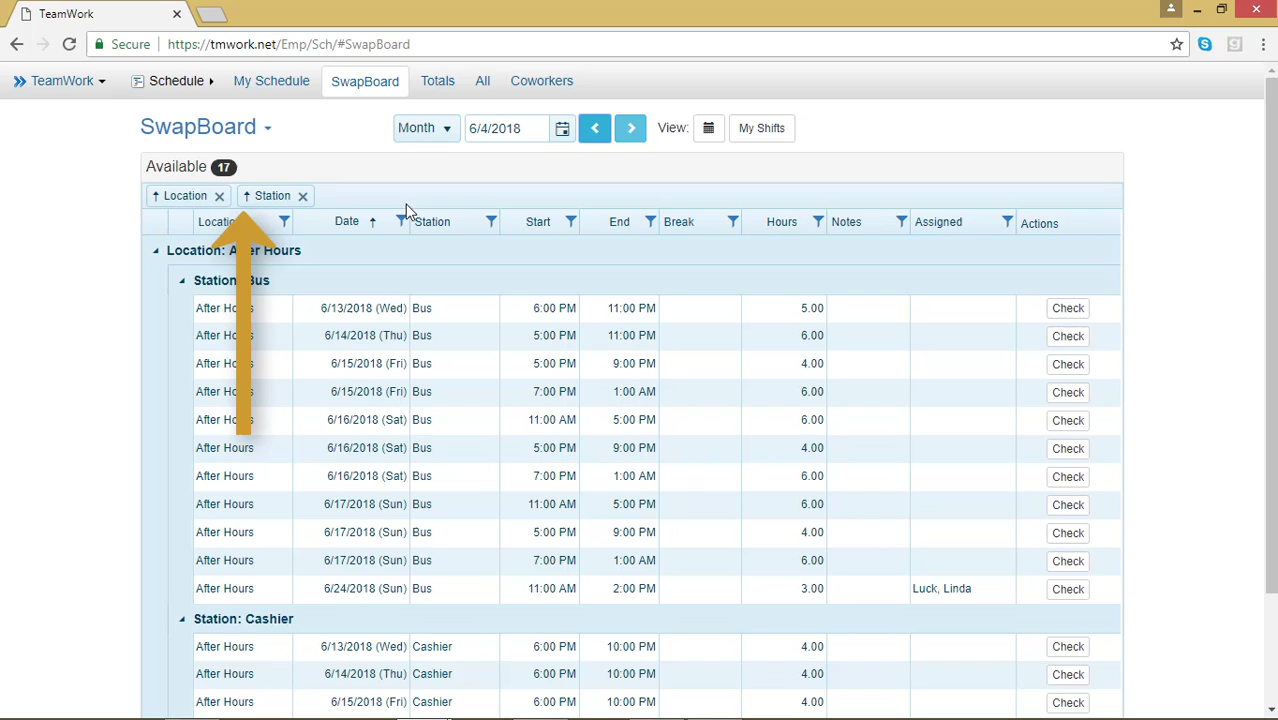 TeamWork
Secure https://tmwork.net/Emp/Sch/#SwapBoard
TeamWork Schedule My Schedule SwapBoard Totals All Coworkers
SwapBoard Month 6/4/2018 View: My Shifts
Available 17
Location Station
Date Station Start End Break Hours Notes Assigned Actions
Location: After Hours
Station: Bus
After Hours 6/13/2018 (Wed) Bus 6:00 PM 11:00 PM 5.00 Check
After Hours 6/14/2018 (Thu) Bus 5:00 PM 11:00 PM 6.00 Check
After Hours 6/15/2018 (Fri) Bus 5:00 PM 9:00 PM 4.00 Check
After Hours 6/15/2018 (Fri) Bus 7:00 PM 1:00 AM 6.00 Check
After Hours 6/16/2018 (Sat) Bus 11:00 AM 5:00 PM 6.00 Check
After Hours 6/16/2018 (Sat) Bus 5:00 PM 9:00 PM 4.00 Check
After Hours 6/16/2018 (Sat) Bus 7:00 PM 1:00 AM 6.00 Check
After Hours 6/17/2018 (Sun) Bus 11:00 AM 5:00 PM 6.00 Check
After Hours 6/17/2018 (Sun) Bus 5:00 PM 9:00 PM 4.00 Check
After Hours 6/17/2018 (Sun) Bus 7:00 PM 1:00 AM 6.00 Check
After Hours 6/24/2018 (Sun) Bus 11:00 AM 2:00 PM 3.00 Luck, Linda Check
Station: Cashier
After Hours 6/13/2018 (Wed) Cashier 6:00 PM 10:00 PM 4.00 Check
After Hours 6/14/2018 (Thu) Cashier 6:00 PM 10:00 PM 4.00 Check
After Hours 6/15/2018 (Fri) Cashier 6:00 PM 10:00 PM 4.00 Check